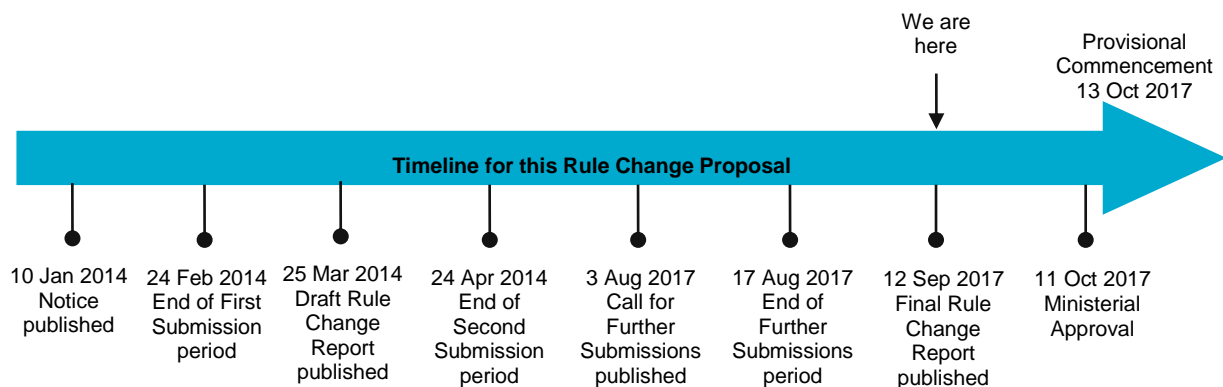 We are
here
Provisional
Commencement
13 Oct 2017
Timeline for this Rule Change Proposal
10 Jan 2014
Notice
published
24 Feb 2014
End of First
Submission
period
25 Mar 2014
Draft Rule
Change
Report
published
24 Apr 2014
End of
Second
Submission
period
3 Aug 2017
Call for
Further
Submissions
published
17 Aug 2017
End of
Further
Submissions
period
12 Sep 2017
Final Rule
Change
Report
published
11 Oct 2017
Ministerial
Approval